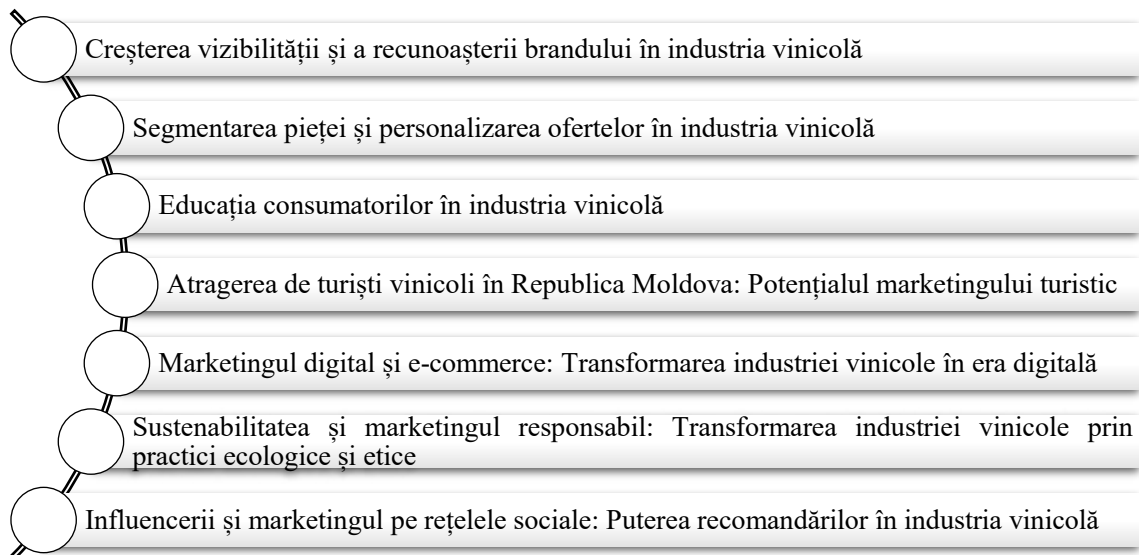 Creșterea vizibilității și a recunoașterii brandului în industria vinicolă
Segmentarea pieței și personalizarea ofertelor în industria vinicolă
Educația consumatorilor în industria vinicolă
Atragerea de turiști vinicoli în Republica Moldova: Potențialul marketingului turistic
Marketingul digital și e-commerce: Transformarea industriei vinicole în era digitală
Sustenabilitatea și marketingul responsabil: Transformarea industriei vinicole prin
practici ecologice și etice
Influencerii și marketingul pe rețelele sociale: Puterea recomandărilor în industria vinicolă